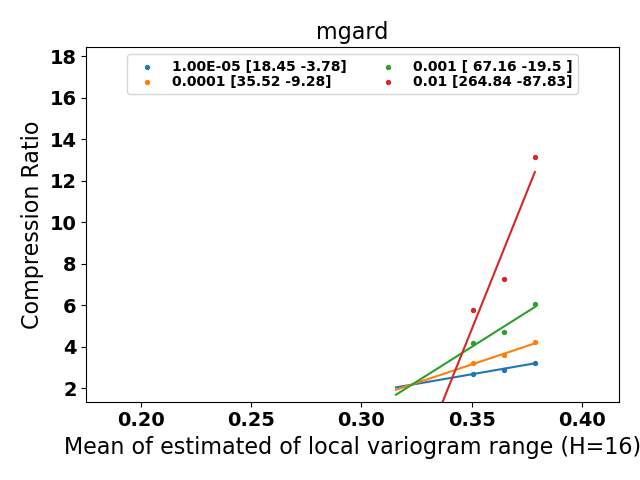 mgard
1.00E-05 [18.45 -3.78]
0.0001 [35.52 -9.28]
0.001 [ 67.16 -19.5 ]
0.01 [264.84 -87.83]
Compression Ratio
18
16
14
12
10
8
6
4
2
0.20 0.25 0.30 0.35 0.40
Mean of estimated of local variogram range (H=16)